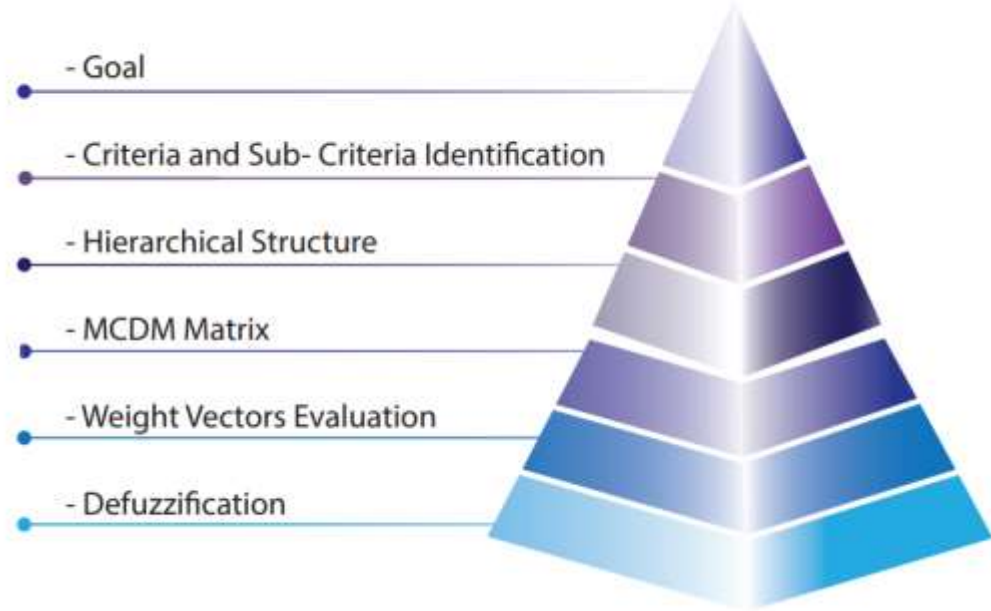 - Goal
- Criteria and Sub- Criteria Identification
- Hierarchical Structure
- MCDM Matrix
- Weight Vectors Evaluation
- Defuzzification